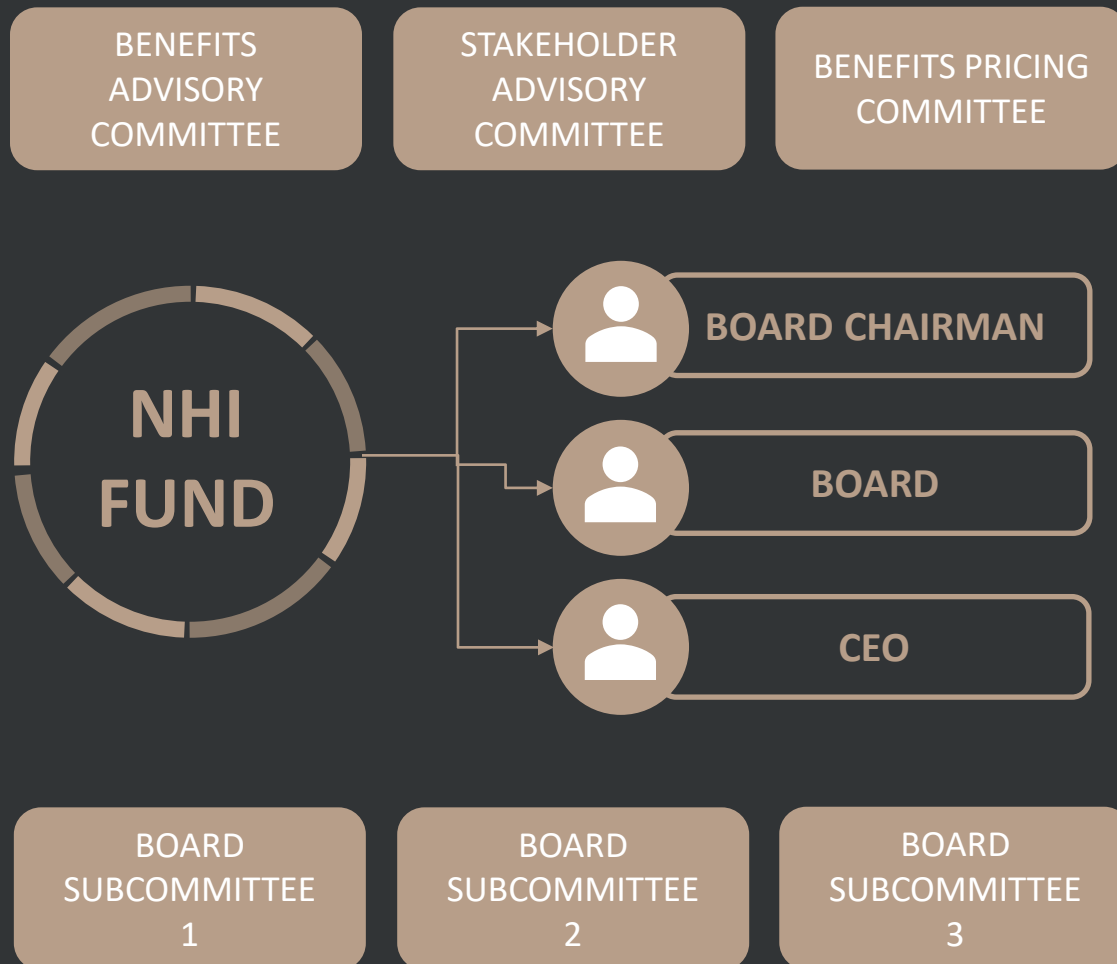 BENEFITS
ADVISORY
COMMITTEE
STAKEHOLDER
ADVISORY
COMMITTEE
BENEFITS PRICING
COMMITTEE
NHI
FUND
BOARD CHAIRMAN
BOARD
CEO
BOARD
SUBCOMMITTEE
1
BOARD
SUBCOMMITTEE
2
BOARD
SUBCOMMITTEE
3